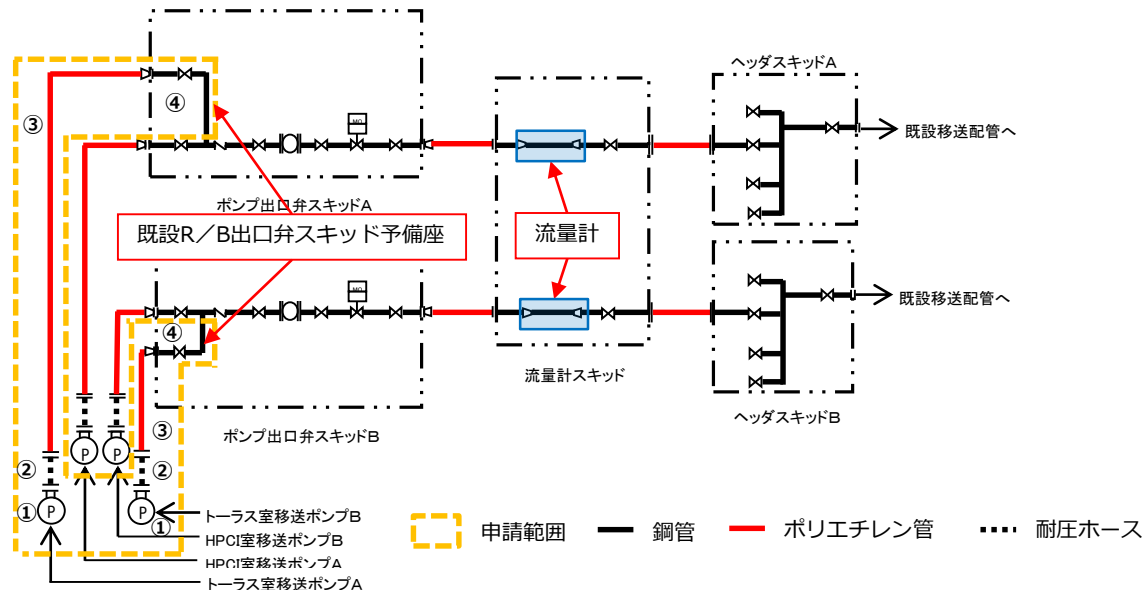 ヘッダスキッドA
③
④
MO
既設移送配管へ
ポンプ出口弁スキッドA
既設R／B出口弁スキッド予備座
流量計
MO
既設移送配管へ
④
流量計スキッド
ヘッダスキッドB
ポンプ出口弁スキッドB
③
②
②
P
P
①
P
P
①
トーラス室移送ポンプB
HPCI室移送ポンプB
HPCI室移送ポンプA
トーラス室移送ポンプA
申請範囲
鋼管
ポリエチレン管
耐圧ホース